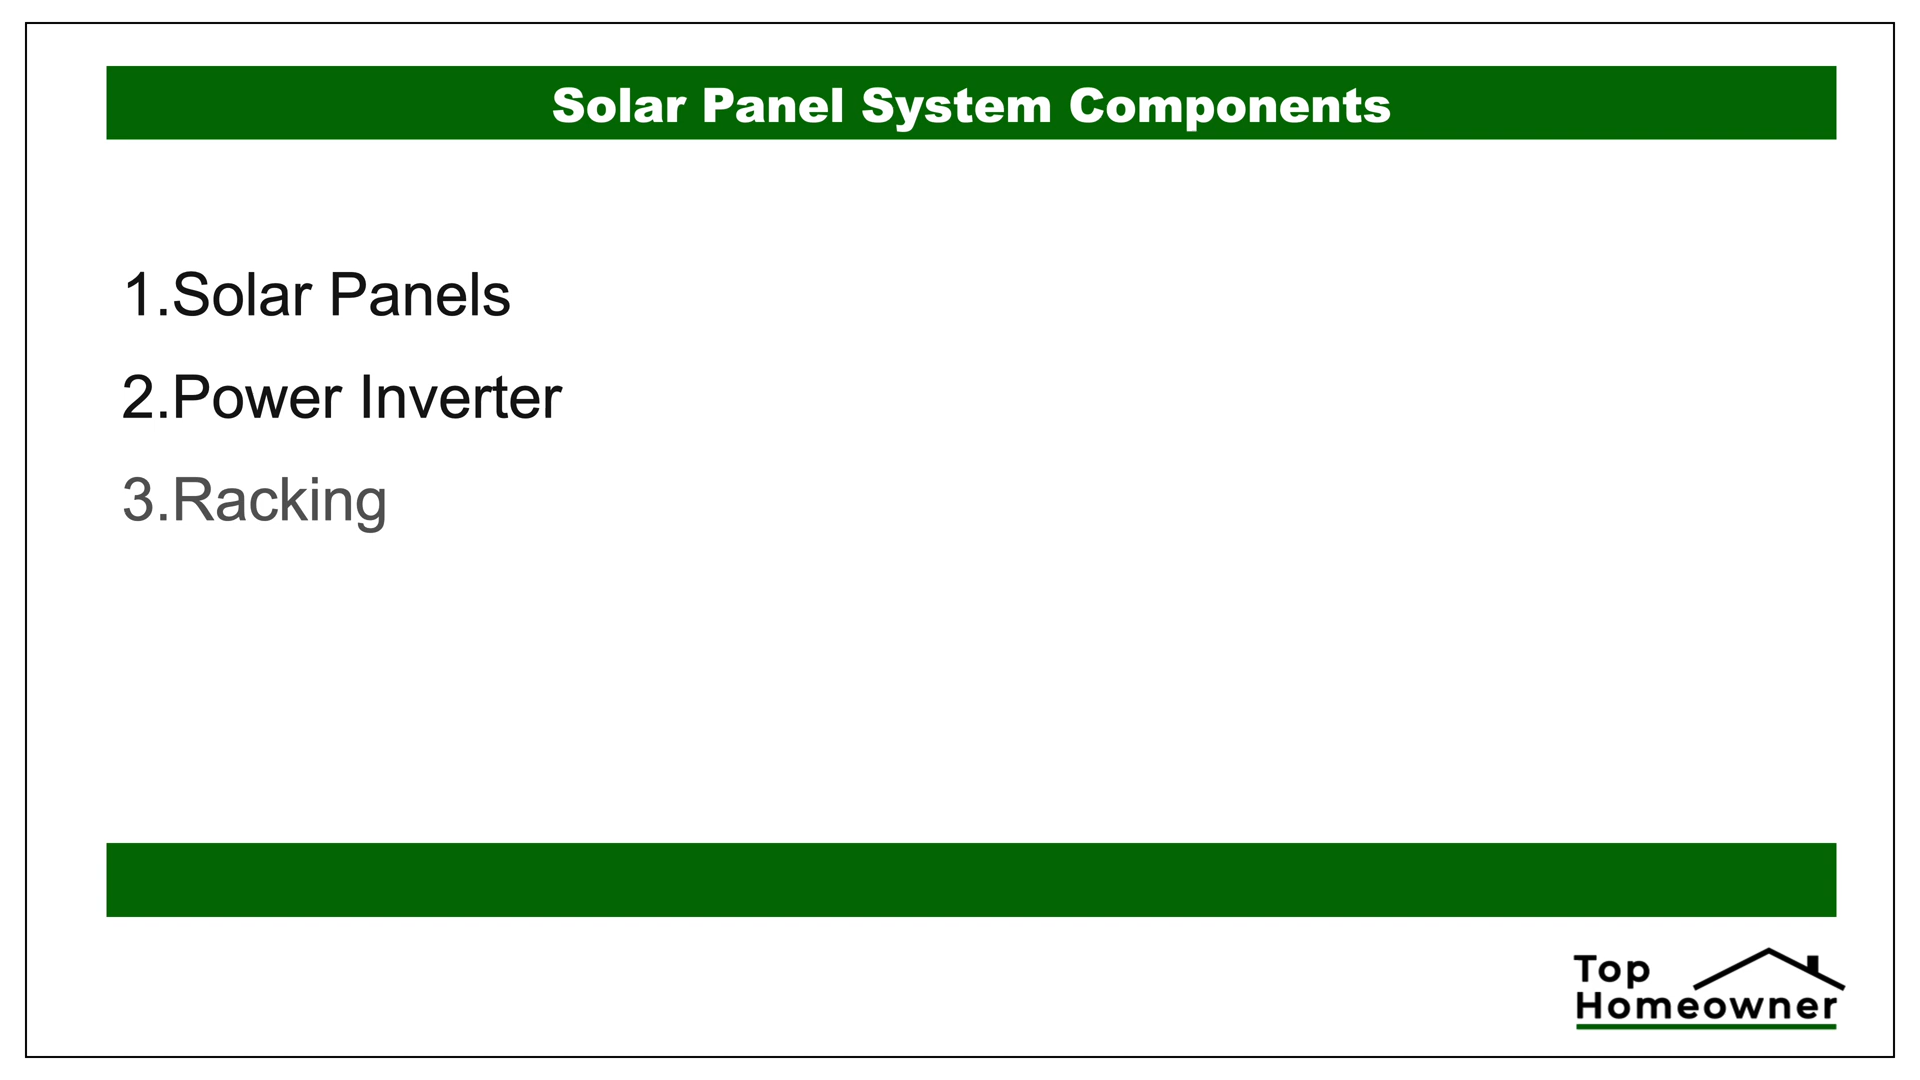 Solar Panel System Components
1.Solar Panels
2.Power Inverter
3.Racking
Top
Homeowner